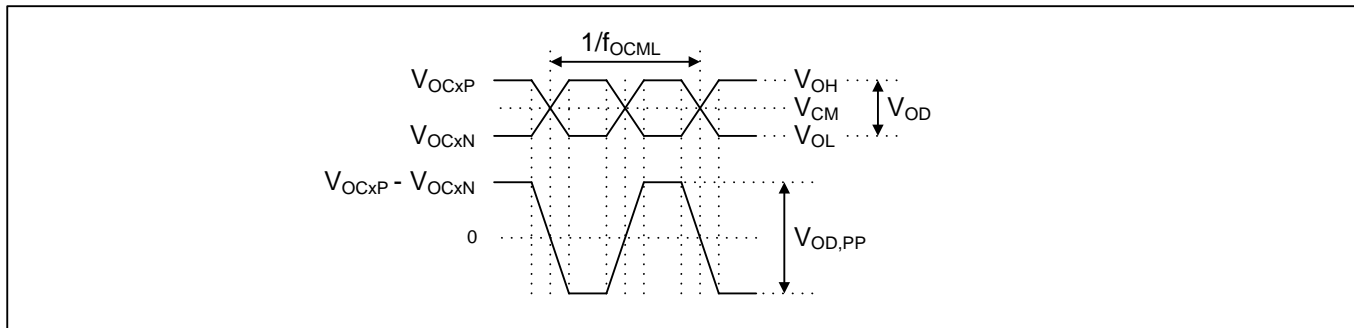 1/fOCML
VOCxP
VOH
VCM
VOD
VOCxN
VOL
VOCxP - VOCxN
0
VOD,PP